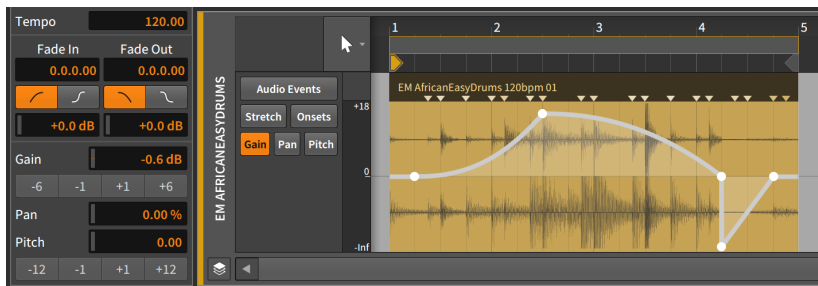 Tempo 120.00
Fade In Fade Out
0.0.0.00 0.0.0.00
+0.0 dB +0.0 dB
Gain -0.6 dB
-6 -1 +1 +6
Pan 0.00 %
Pitch 0.00
-12 -1 +1 +12
EM AFRICANEASYDRUMS
Audio Events
Stretch Onsets
Gain Pan Pitch
1 2 3 4 5
EM AfricanEasyDrums 120bpm 01
+18
0
-Inf